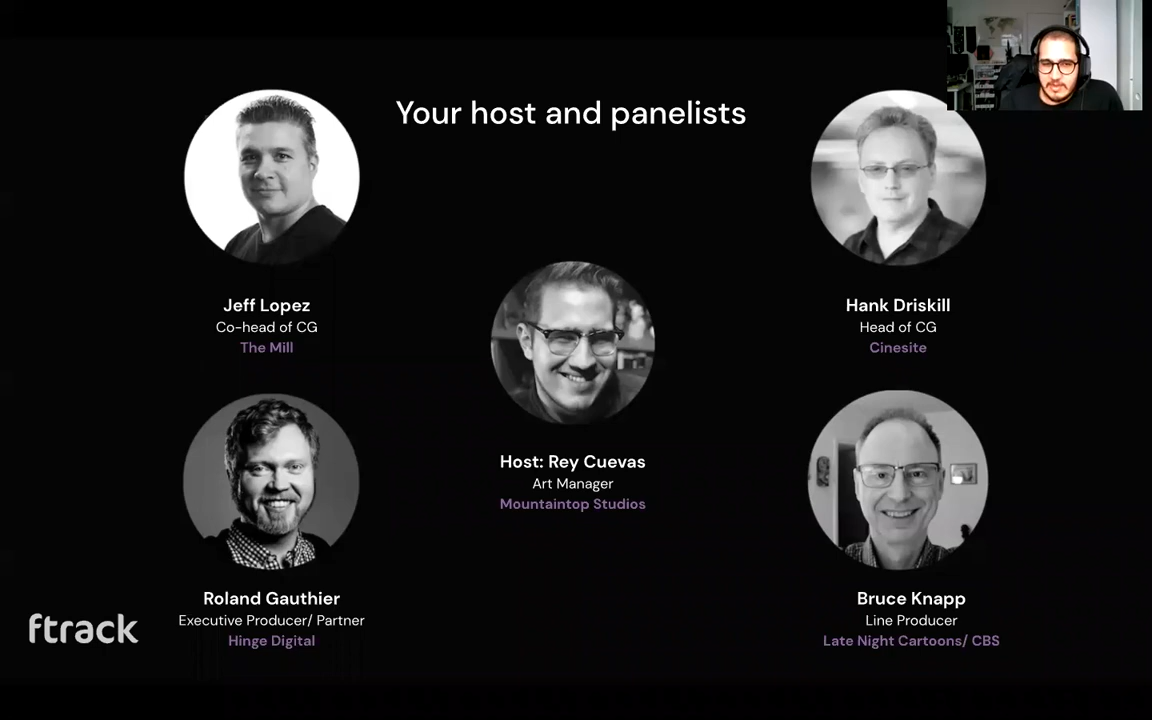 Your host and panelists
Jeff Lopez
Co-head of CG
The Mill
Hank Driskill
Head of CG
Cinesite
Host: Rey Cuevas
Art Manager
Mountaintop Studios
Roland Gauthier
Executive Producer/ Partner
Hinge Digital
Bruce Knapp
Line Producer
Late Night Cartoons/ CBS
ftrack